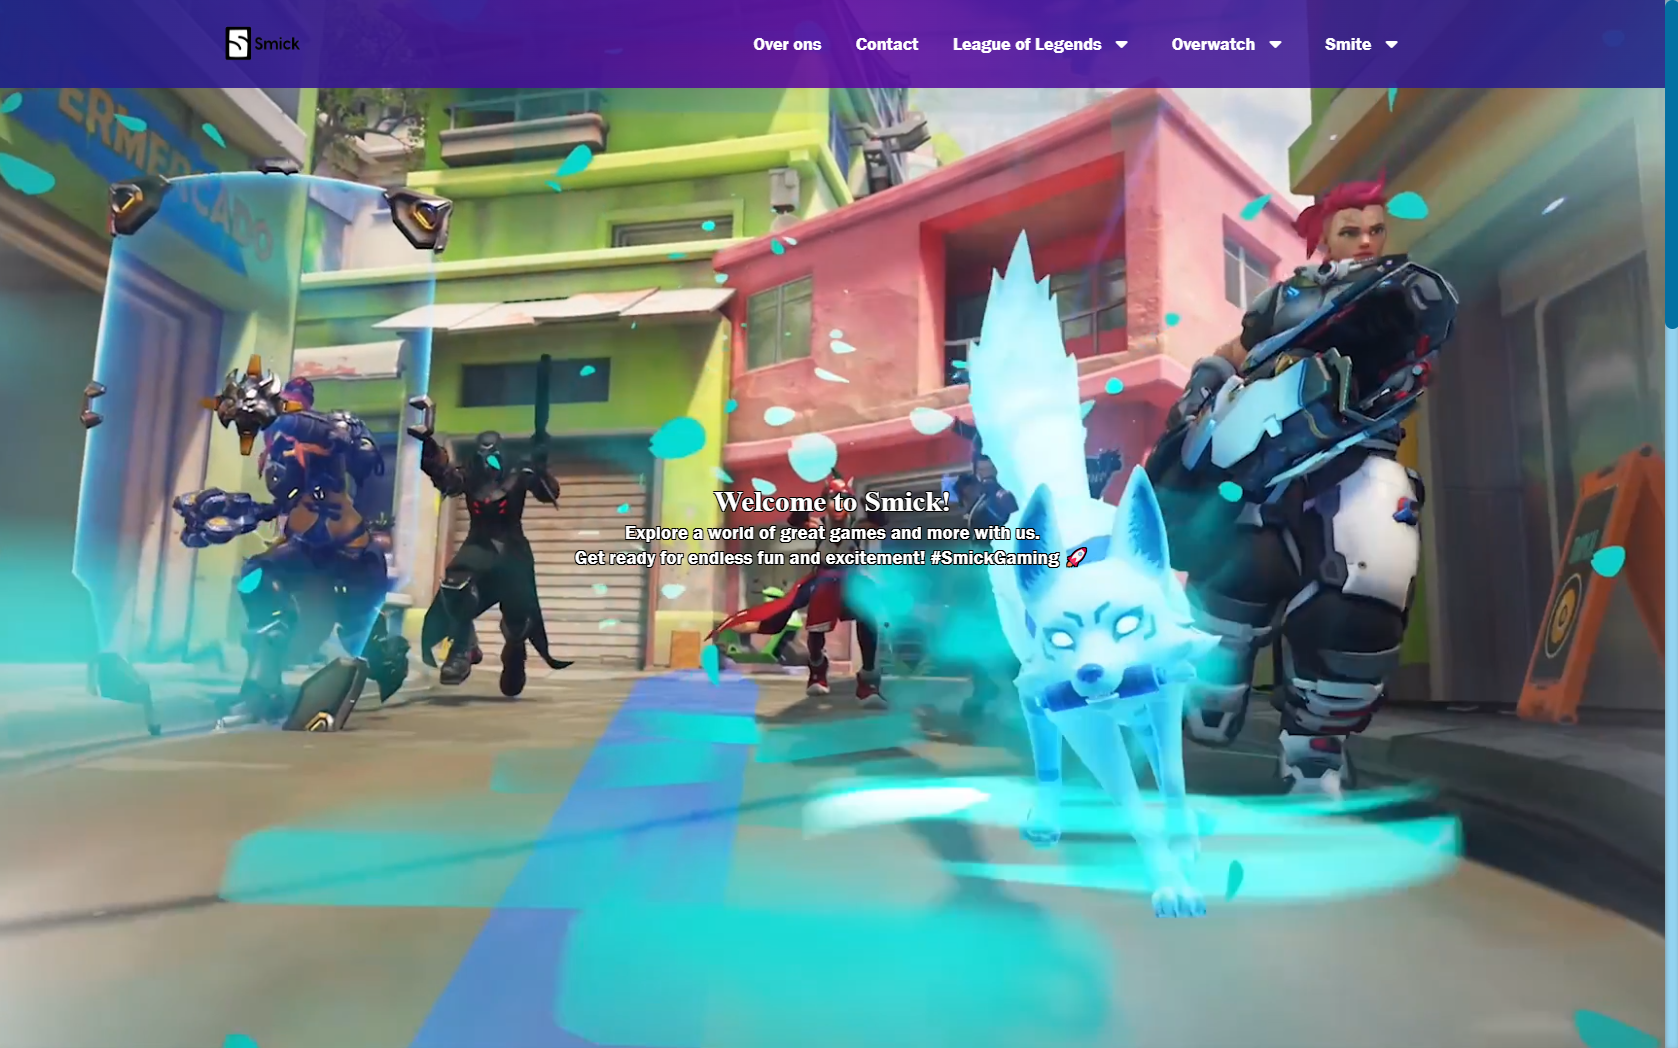 Smick
Over ons
Contact
League of Legends
Overwatch
Smite
Welcome to Smick!
Explore a world of great games and more with us.
Get ready for endless fun and excitement! #SmickGaming 🚀